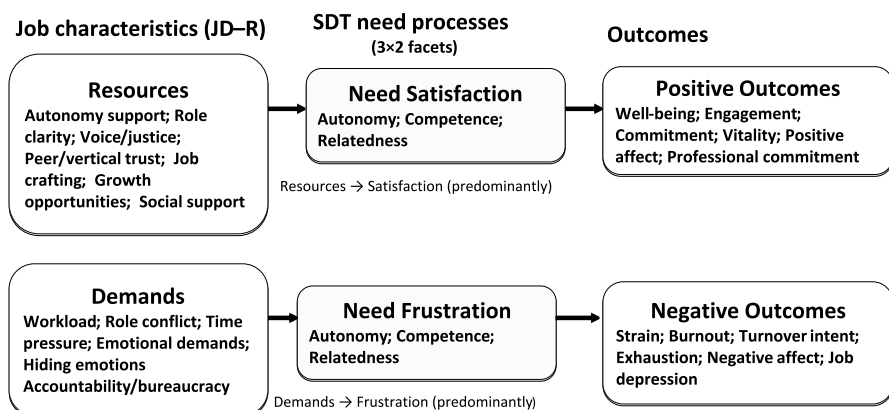 Job characteristics (JD–R)
SDT need processes
(3×2 facets)
Outcomes
Resources
Autonomy support; Role
clarity; Voice/justice;
Peer/vertical trust; Job
crafting; Growth
opportunities; Social support
Need Satisfaction
Autonomy; Competence;
Relatedness
Resources → Satisfaction (predominantly)
Positive Outcomes
Well-being; Engagement;
Commitment; Vitality; Positive
affect; Professional commitment
Demands
Workload; Role conflict; Time
pressure; Emotional demands;
Hiding emotions
Accountability/bureaucracy
Need Frustration
Autonomy; Competence;
Relatedness
Demands → Frustration (predominantly)
Negative Outcomes
Strain; Burnout; Turnover intent;
Exhaustion; Negative affect; Job
depression